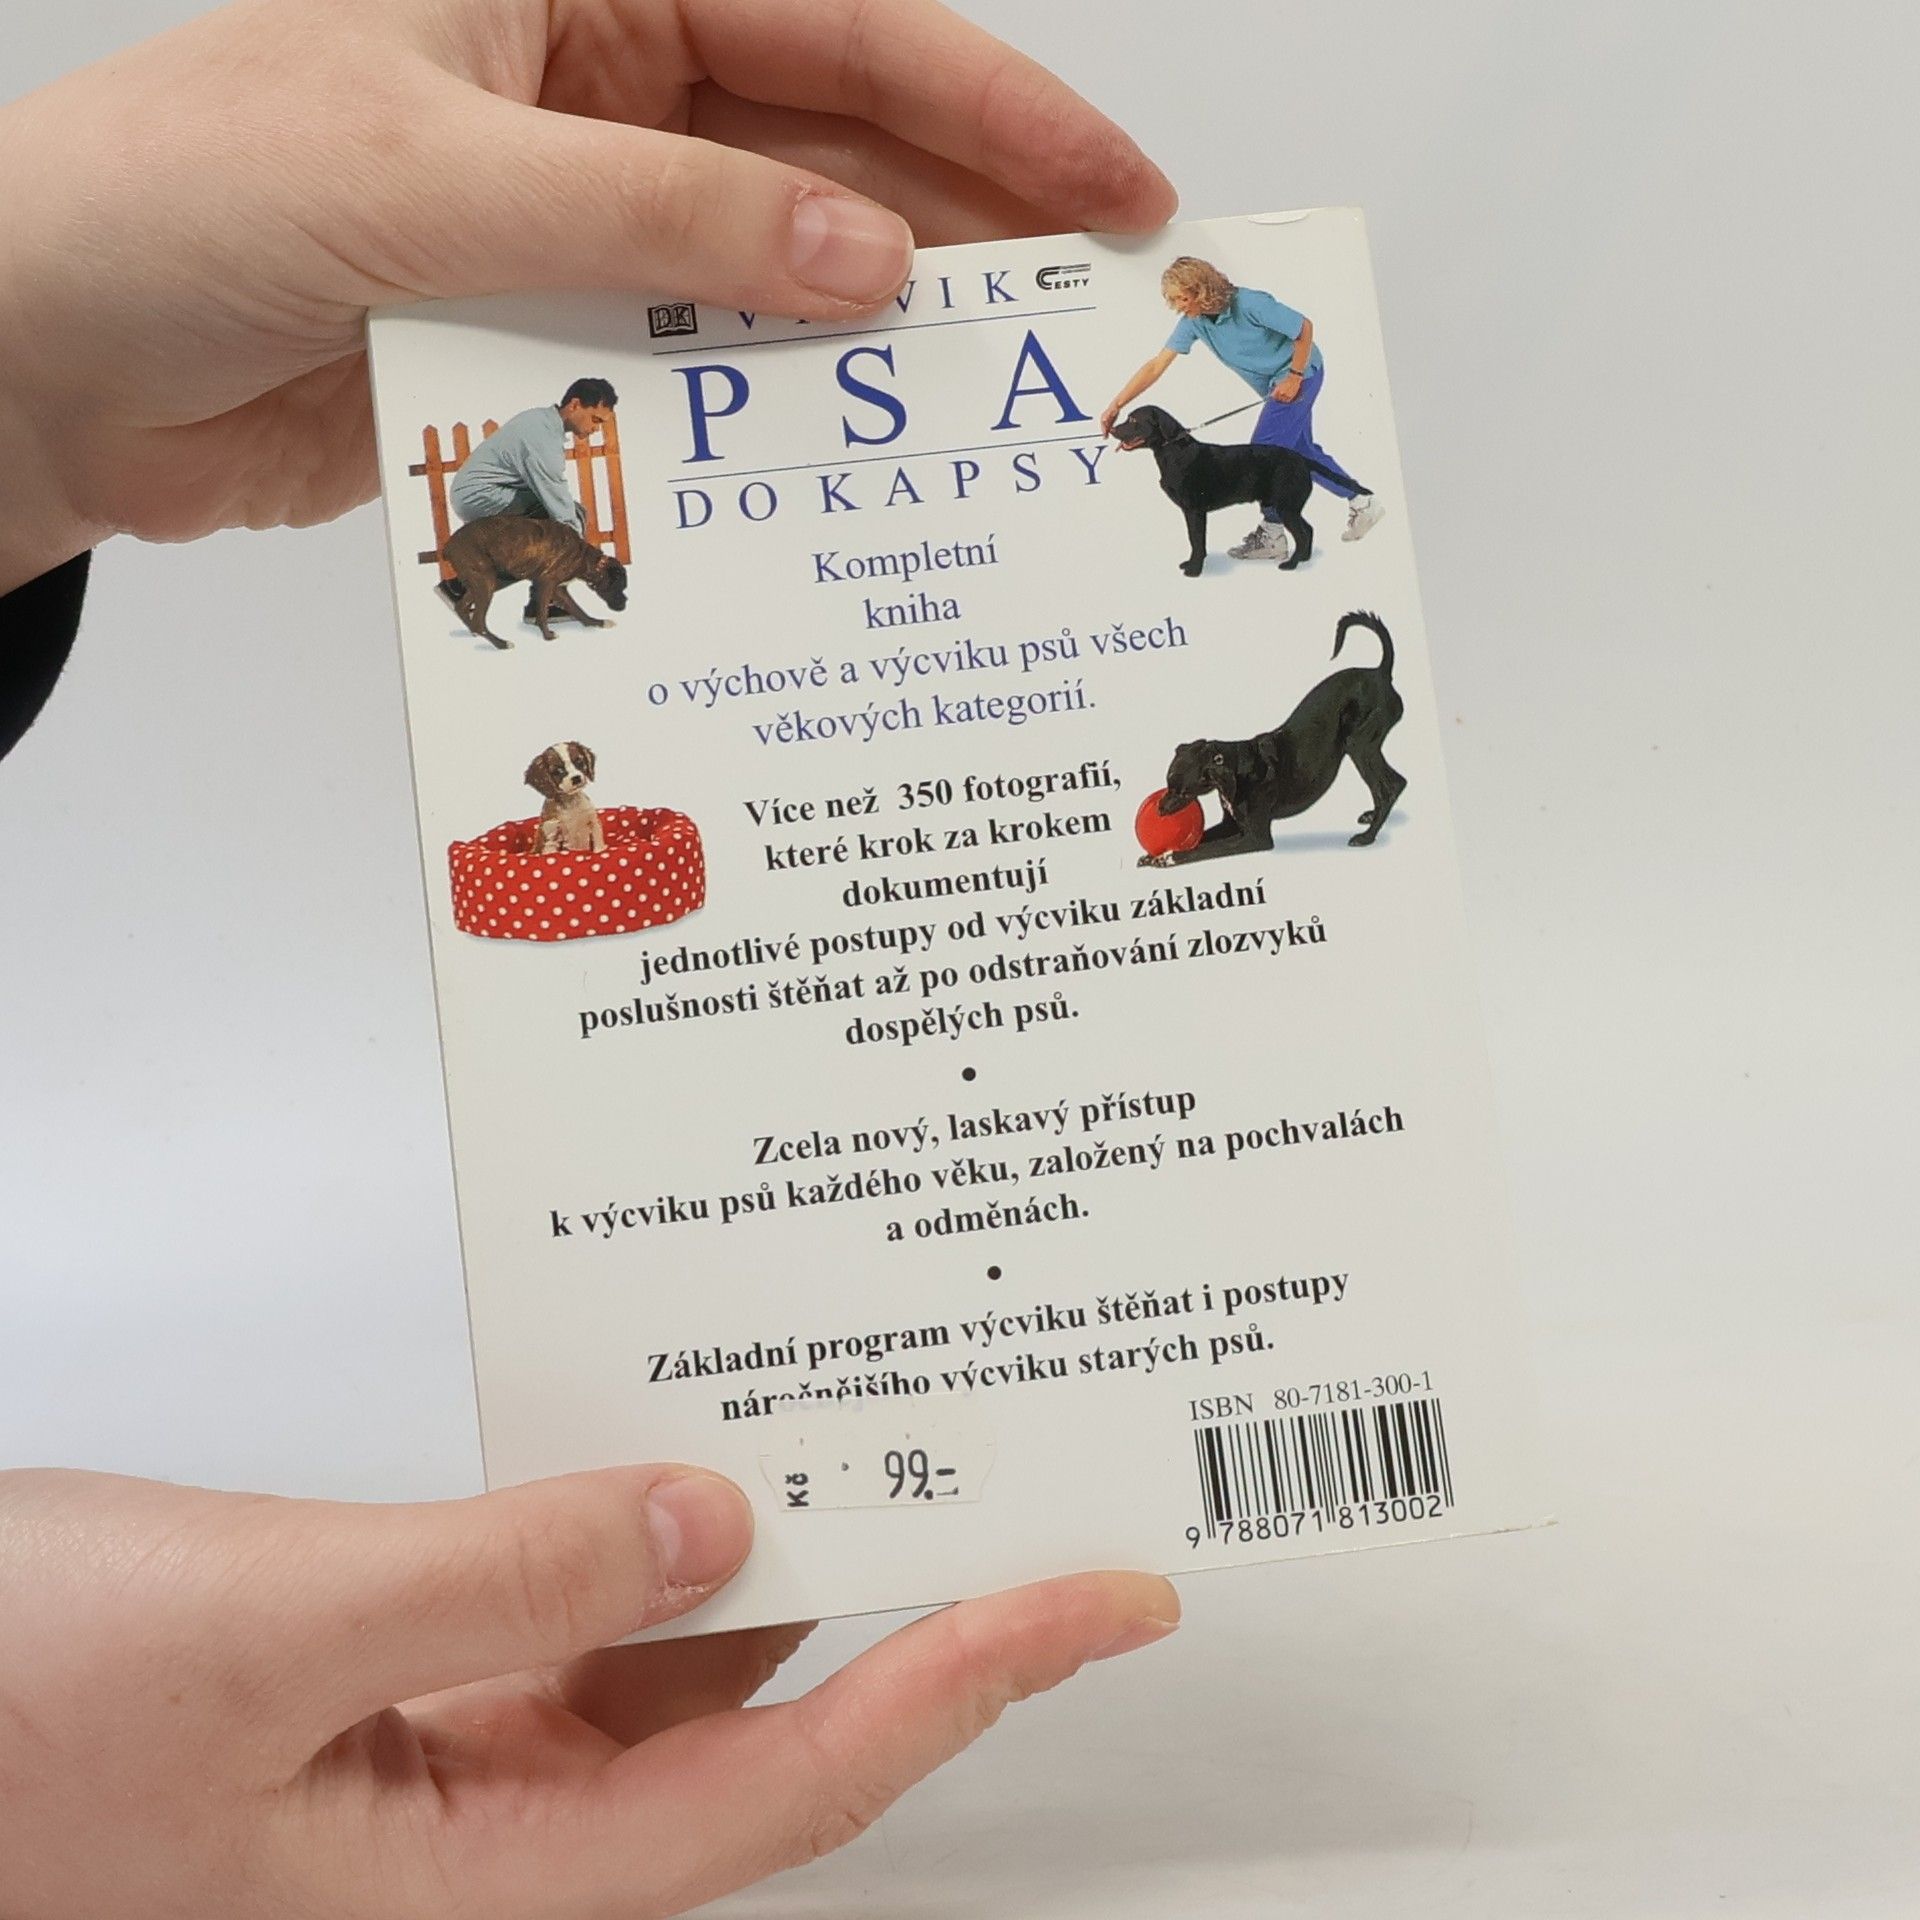 DK CESTY
PSA
DO KAPSY
Kompletní
kniha
o výchově a výcviku psů všech
věkových kategorií.
Více než 350 fotografií,
které krok za krokem
dokumentují
jednotlivé postupy od výcviku základní
poslušnosti štěňat až po odstraňování zlozvyků
dospělých psů.
•
Zcela nový, laskavý přístup
k výcviku psů každého věku, založený na pochvalách
a odměnách.
•
Základní program výcviku štěňat i postupy
náročnějšího výcviku starých psů.
ISBN 80-7181-300-1
Kč 99.-
9 788071 813002